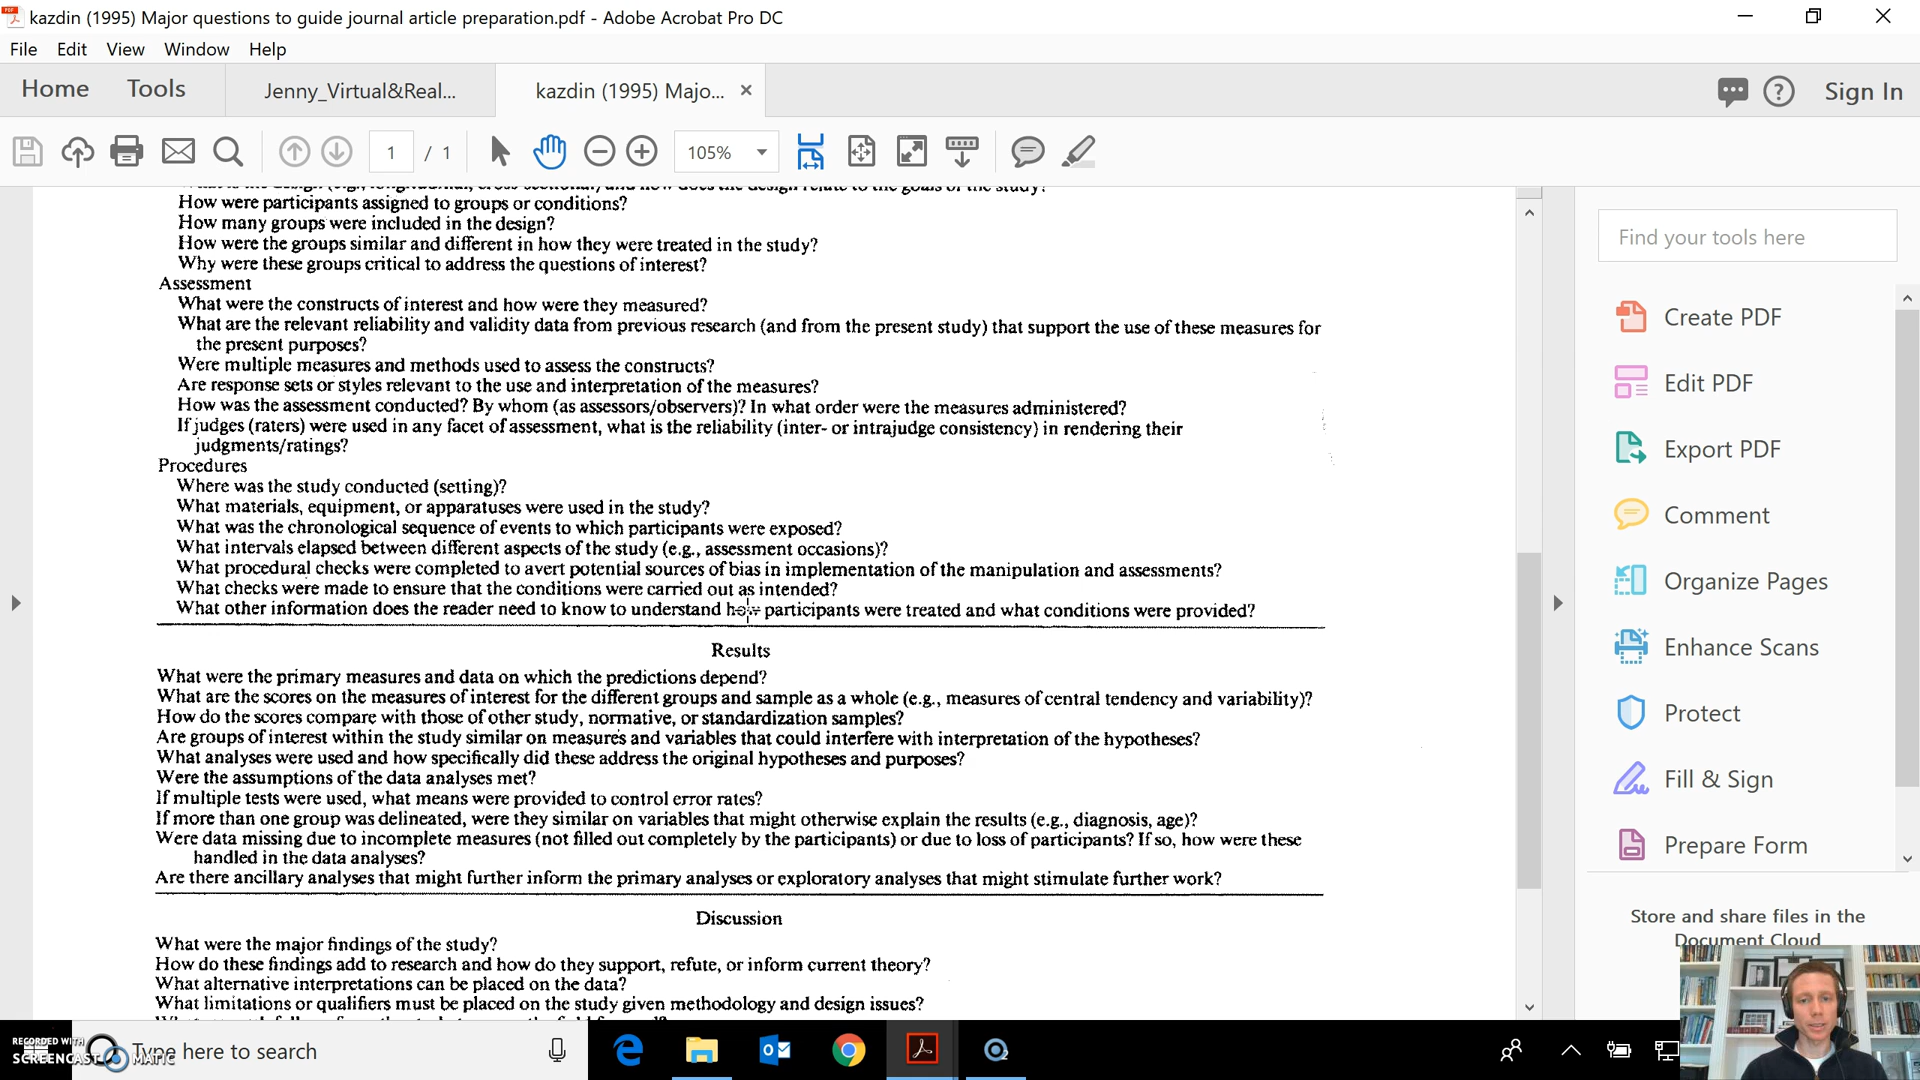 kazdin (1995) Major questions to guide journal article preparation.pdf - Adobe Acrobat Pro DC
File Edit View Window Help
Home Tools Jenny_Virtual&Real... kazdin (1995) Majo... × Sign In
1 / 1 105%
How were participants assigned to groups or conditions?
How many groups were included in the design?
How were the groups similar and different in how they were treated in the study?
Why were these groups critical to address the questions of interest?
Assessment
What were the constructs of interest and how were they measured?
What are the relevant reliability and validity data from previous research (and from the present study) that support the use of these measures for
the present purposes?
Were multiple measures and methods used to assess the constructs?
Are response sets or styles relevant to the use and interpretation of the measures?
How was the assessment conducted? By whom (as assessors/observers)? In what order were the measures administered?
If judges (raters) were used in any facet of assessment, what is the reliability (inter- or intrajudge consistency) in rendering their
judgments/ratings?
Procedures
Where was the study conducted (setting)?
What materials, equipment, or apparatuses were used in the study?
What was the chronological sequence of events to which participants were exposed?
What intervals elapsed between different aspects of the study (e.g., assessment occasions)?
What procedural checks were completed to avert potential sources of bias in implementation of the manipulation and assessments?
What checks were made to ensure that the conditions were carried out as intended?
What other information does the reader need to know to understand how participants were treated and what conditions were provided?
Results
What were the primary measures and data on which the predictions depend?
What are the scores on the measures of interest for the different groups and sample as a whole (e.g., measures of central tendency and variability)?
How do the scores compare with those of other study, normative, or standardization samples?
Are groups of interest within the study similar on measures and variables that could interfere with interpretation of the hypotheses?
What analyses were used and how specifically did these address the original hypotheses and purposes?
Were the assumptions of the data analyses met?
If multiple tests were used, what means were provided to control error rates?
If more than one group was delineated, were they similar on variables that might otherwise explain the results (e.g., diagnosis, age)?
Were data missing due to incomplete measures (not filled out completely by the participants) or due to loss of participants? If so, how were these
handled in the data analyses?
Are there ancillary analyses that might further inform the primary analyses or exploratory analyses that might stimulate further work?
Discussion
What were the major findings of the study?
How do these findings add to research and how do they support, refute, or inform current theory?
What alternative interpretations can be placed on the data?
What limitations or qualifiers must be placed on the study given methodology and design issues?
Find your tools here
Create PDF
Edit PDF
Export PDF
Comment
Organize Pages
Enhance Scans
Protect
Fill & Sign
Prepare Form
Store and share files in the
Document Cloud
RECORDED WITH
SCREENCAST MATIC
Type here to search